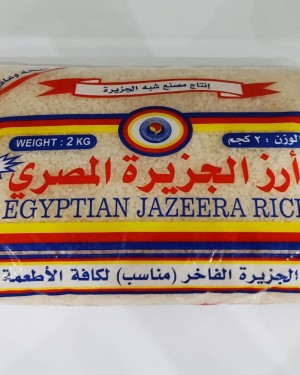 إنتاج مصنع شبه الجزيرة
WEIGHT : 2 KG
الوزن : ٢ كجم
أرز الجزيرة المصري
EGYPTIAN JAZEERA RICE
الجزيرة الفاخر (مناسب) لكافة الأطعمة